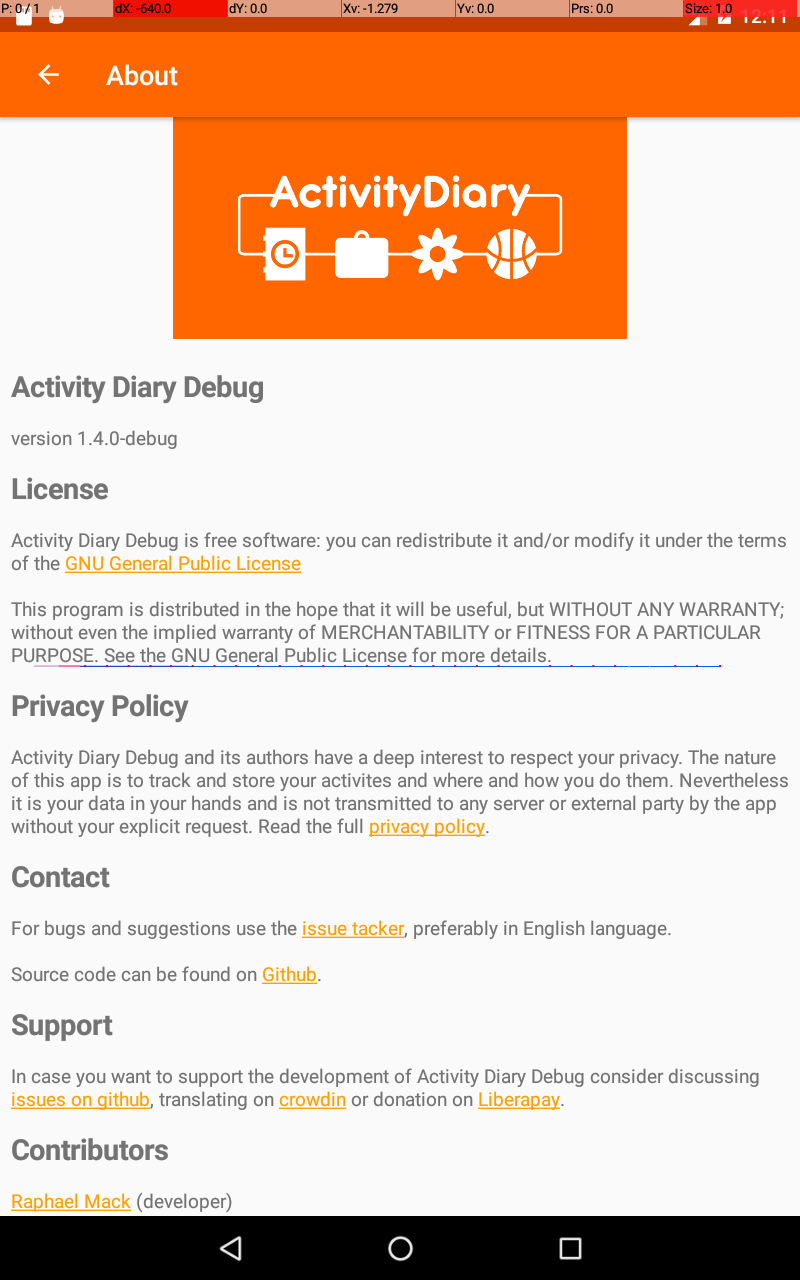 P: 0 / 1 dX: -640.0 dY: 0.0 Xv: -1.279 Yv: 0.0 Prs: 0.0 Size: 1.0
12:11
About
ActivityDiary
Activity Diary Debug
version 1.4.0-debug
License
Activity Diary Debug is free software: you can redistribute it and/or modify it under the terms
of the GNU General Public License
This program is distributed in the hope that it will be useful, but WITHOUT ANY WARRANTY;
without even the implied warranty of MERCHANTABILITY or FITNESS FOR A PARTICULAR
PURPOSE. See the GNU General Public License for more details.
Privacy Policy
Activity Diary Debug and its authors have a deep interest to respect your privacy. The nature
of this app is to track and store your activites and where and how you do them. Nevertheless
it is your data in your hands and is not transmitted to any server or external party by the app
without your explicit request. Read the full privacy policy.
Contact
For bugs and suggestions use the issue tacker, preferably in English language.
Source code can be found on Github.
Support
In case you want to support the development of Activity Diary Debug consider discussing
issues on github, translating on crowdin or donation on Liberapay.
Contributors
Raphael Mack (developer)